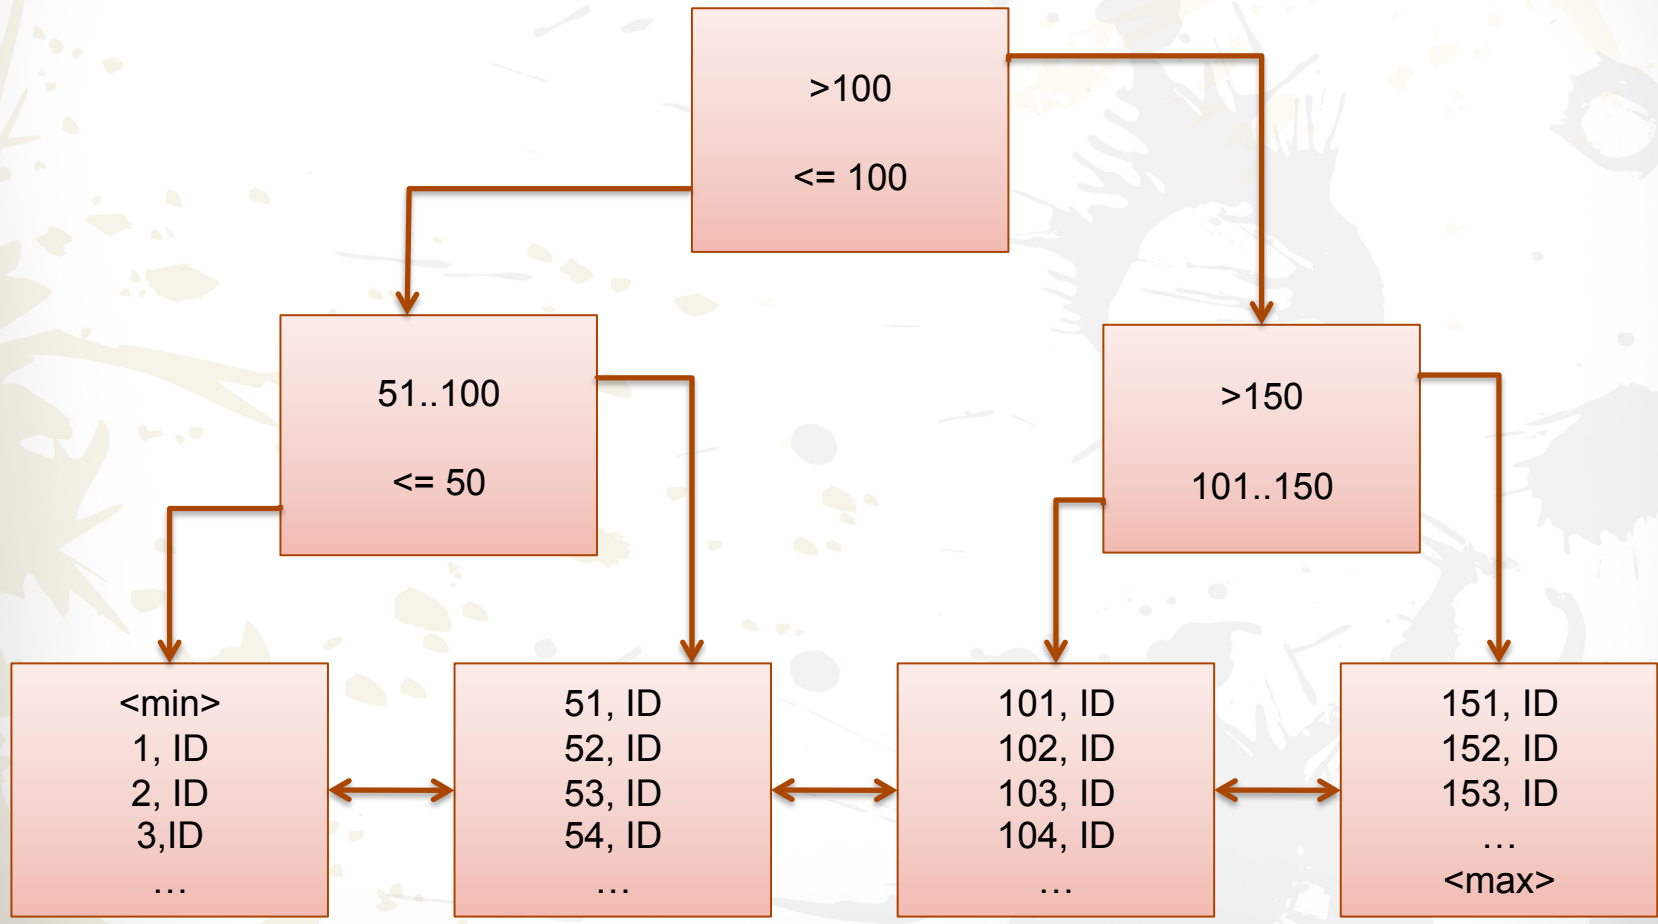 >100
<= 100
51..100
<= 50
>150
101..150
<min>
1, ID
2, ID
3,ID
…
51, ID
52, ID
53, ID
54, ID
…
101, ID
102, ID
103, ID
104, ID
…
151, ID
152, ID
153, ID
…
<max>